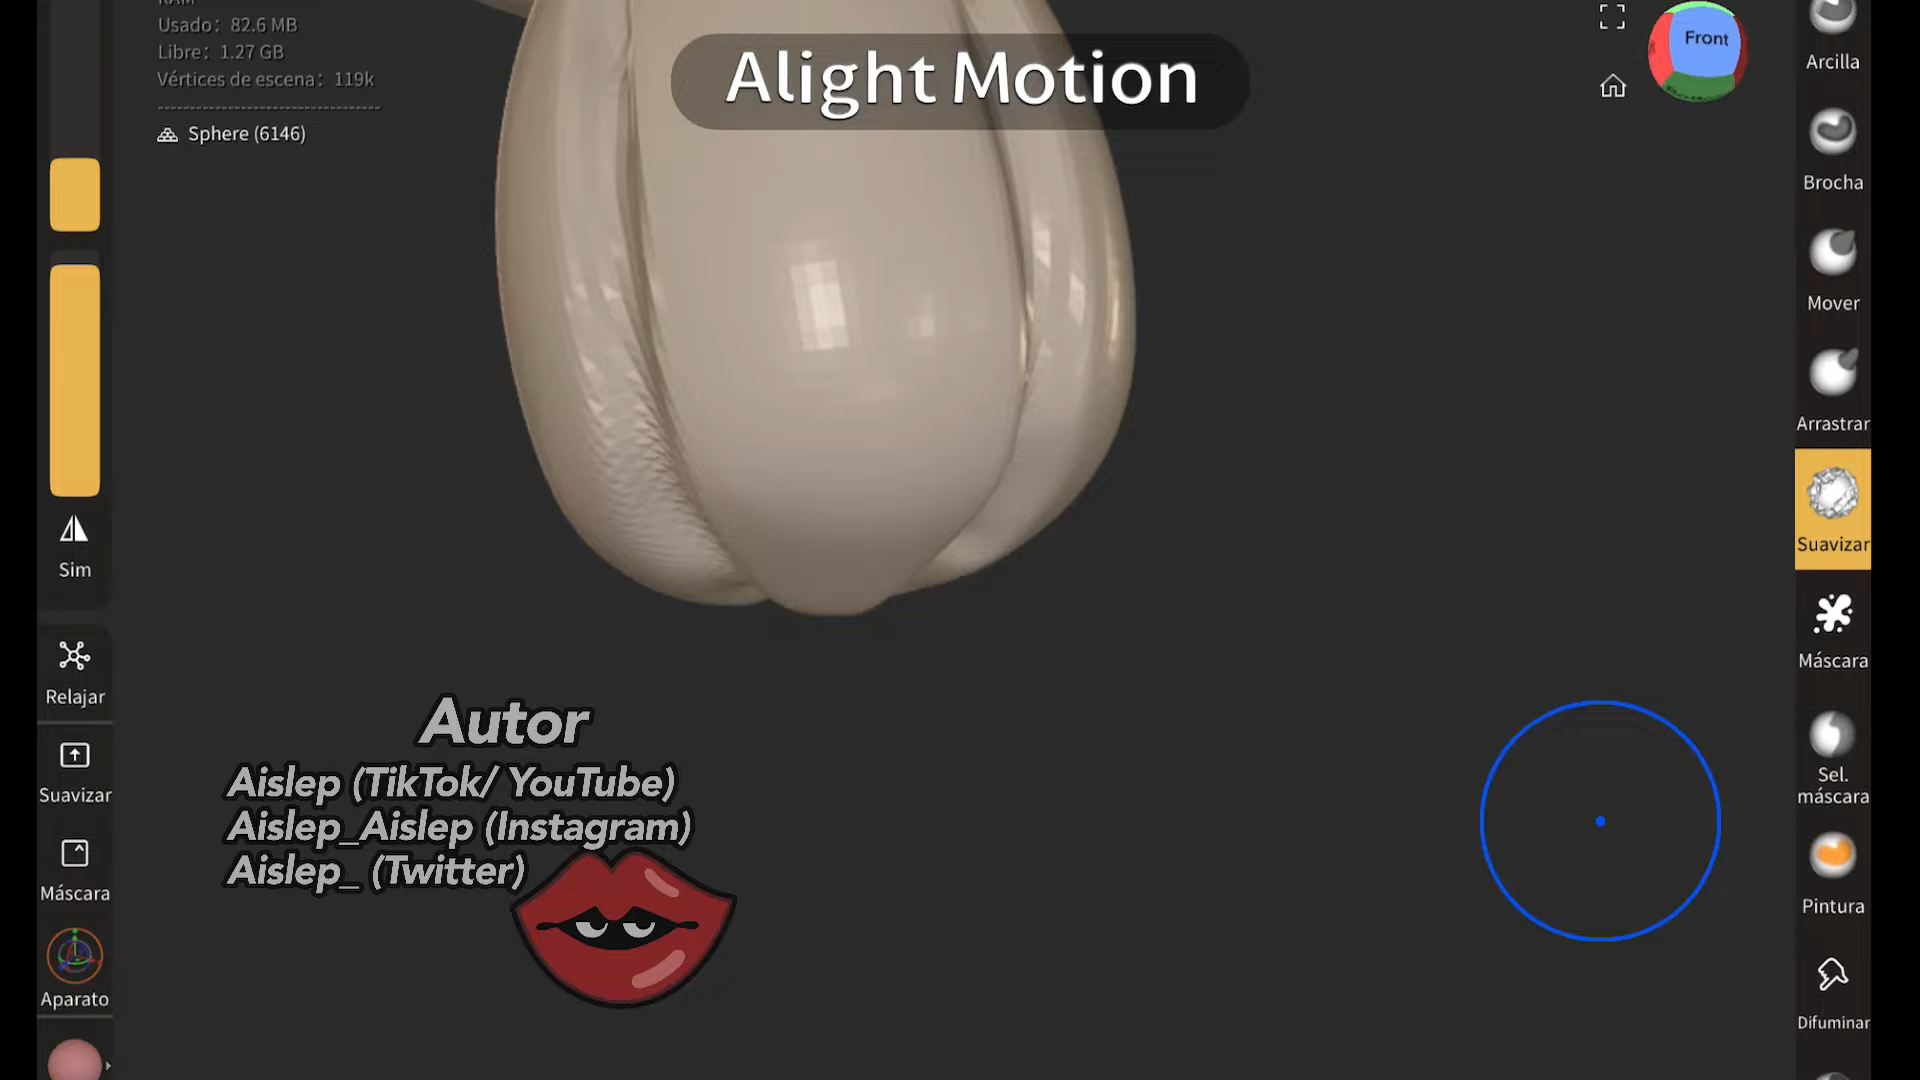 RAM
Usado: 82.6 MB
Libre: 1.27 GB
Vértices de escena: 119k
Sphere (6146)
Alight Motion
Front
Arcilla
Brocha
Mover
Arrastrar
Suavizar
Máscara
Sel.
máscara
Pintura
Difuminar
Sim
Relajar
Suavizar
Máscara
Aparato
Autor
Aislep (TikTok/ YouTube)
Aislep_Aislep (Instagram)
Aislep_ (Twitter)